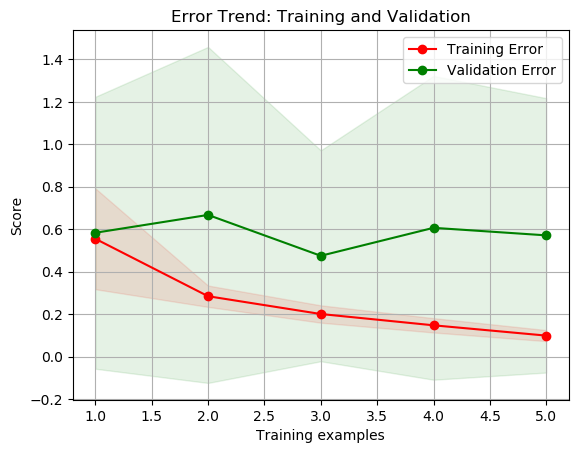 Error Trend: Training and Validation
Training Error
Validation Error
Score
1.4
1.2
1.0
0.8
0.6
0.4
0.2
0.0
−0.2
1.0 1.5 2.0 2.5 3.0 3.5 4.0 4.5 5.0
Training examples